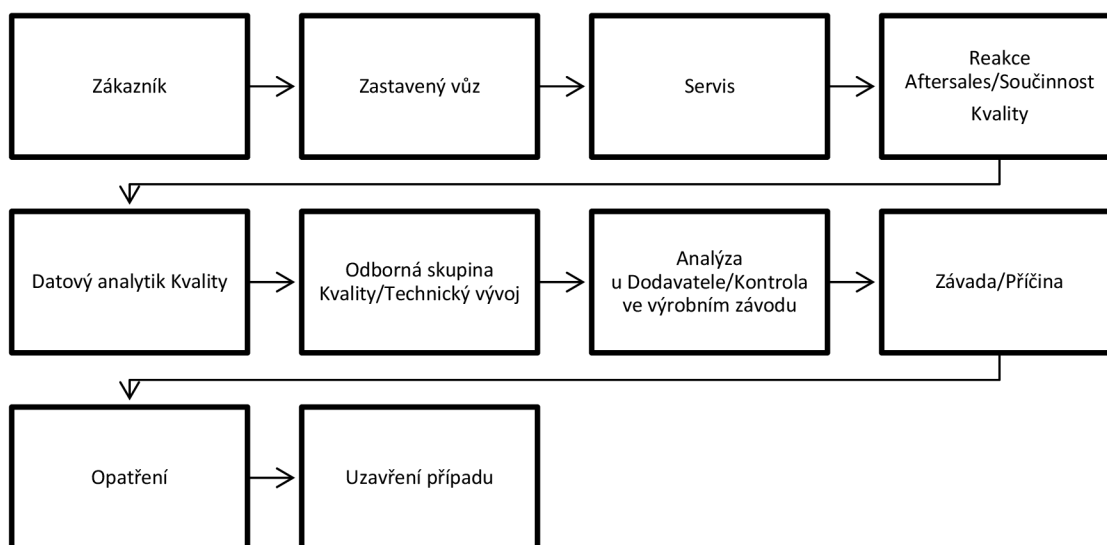 Zákazník
Zastavený vůz
Servis
Reakce
Aftersales/Součinnost
Kvality
Datový analytik Kvality
Odborná skupina
Kvality/Technický vývoj
Analýza
u Dodavatele/Kontrola
ve výrobním závodu
Závada/Příčina
Opatření
Uzavření případu